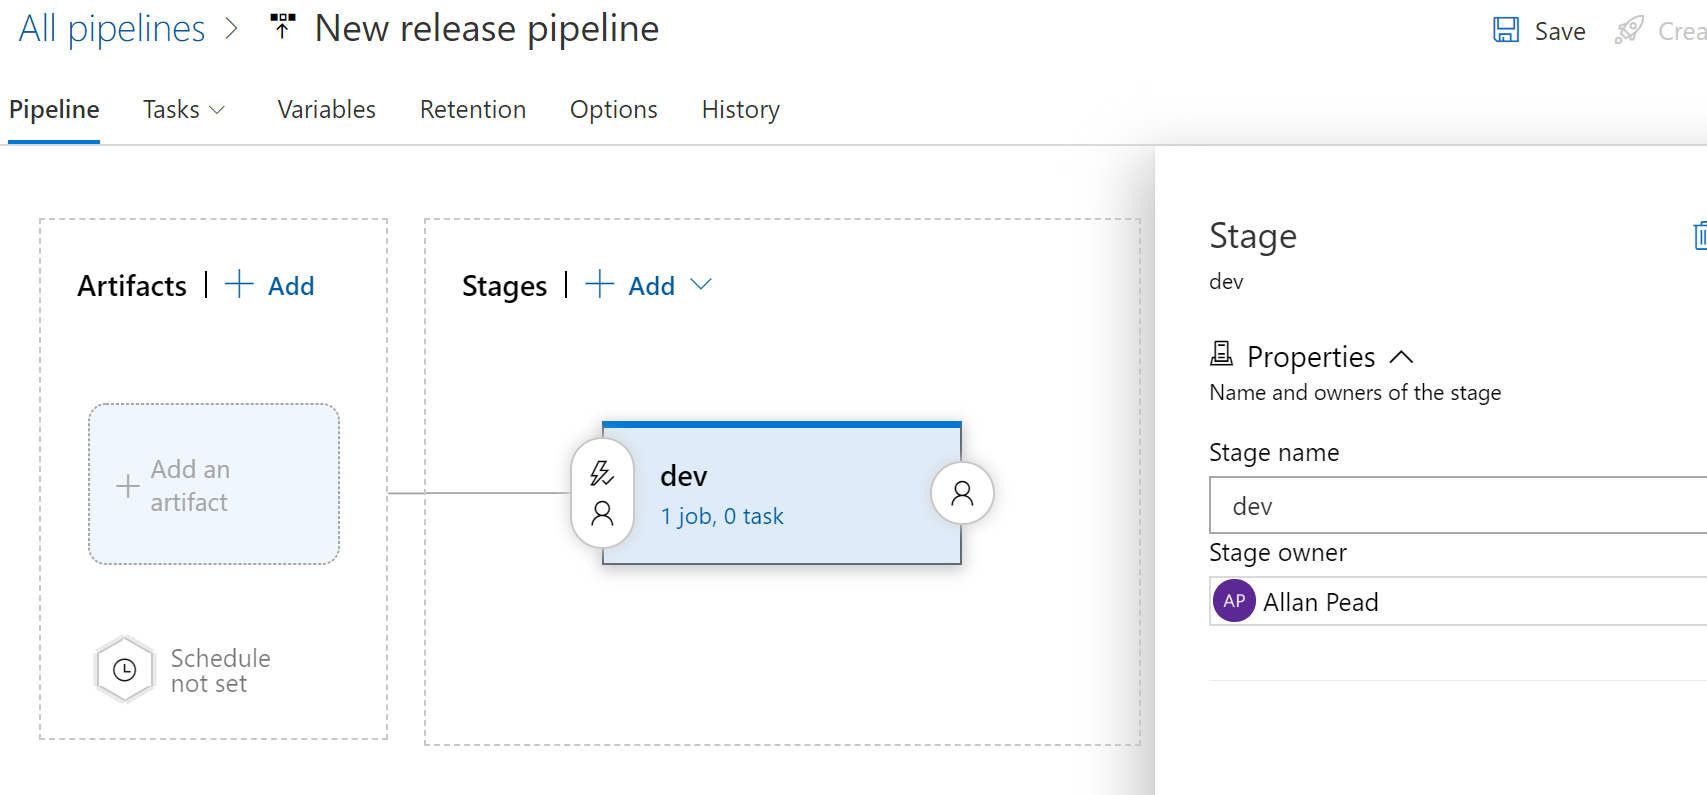 All pipelines > New release pipeline
Save
Pipeline Tasks Variables Retention Options History
Artifacts | + Add
Stages | + Add
+ Add an
artifact
dev
1 job, 0 task
Schedule
not set
Stage
dev
Properties
Name and owners of the stage
Stage name
dev
Stage owner
AP Allan Pead